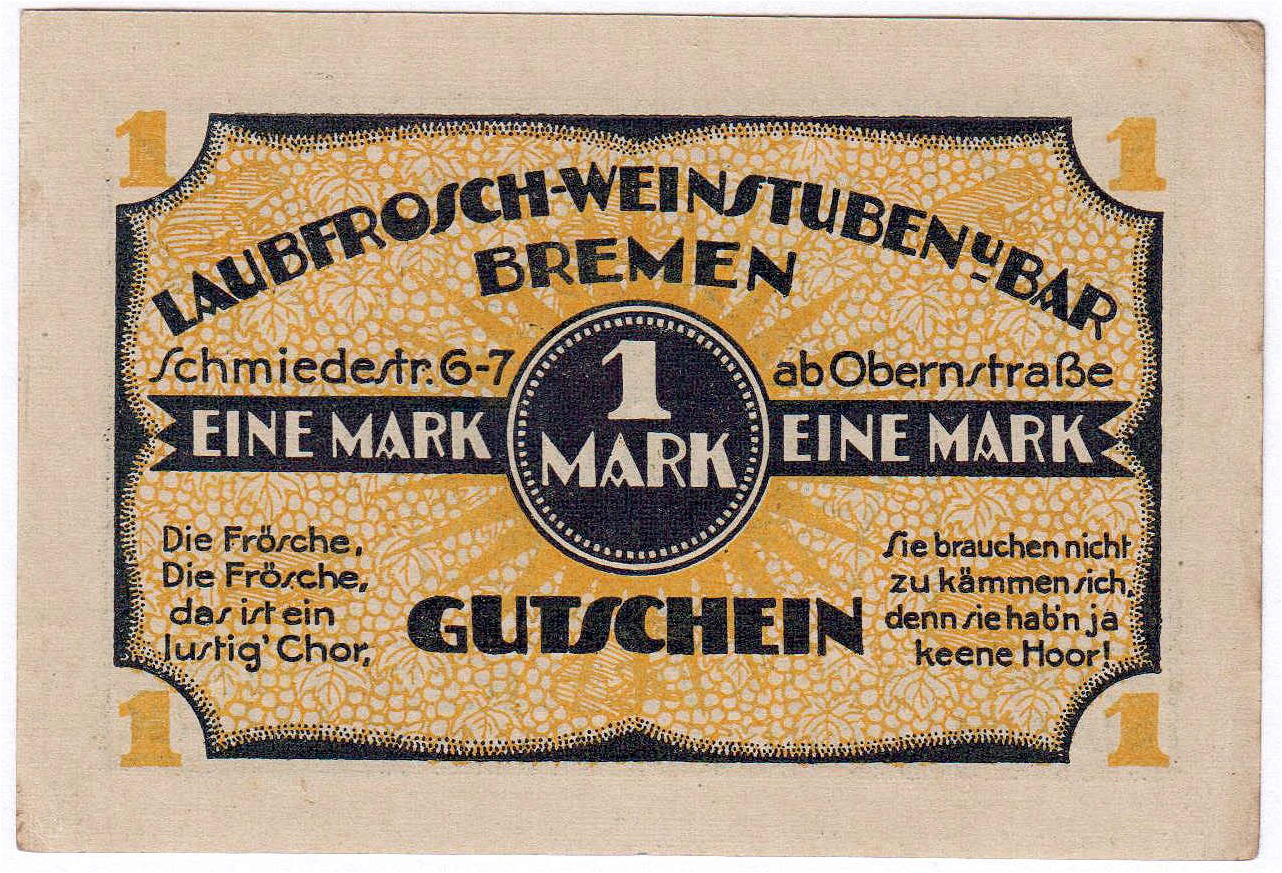 1 1
LAUBFROSCH-WEINSTUBEN u BAR
BREMEN
Schmiedestr. 6-7 ab Obernstraße
1
EINE MARK MARK EINE MARK
Die Frösche,
Die Frösche,
das ist ein
lustig' Chor,
GUTSCHEIN
Sie brauchen nicht
zu kämmen sich,
denn sie hab'n ja
keene Hoor!
1 1